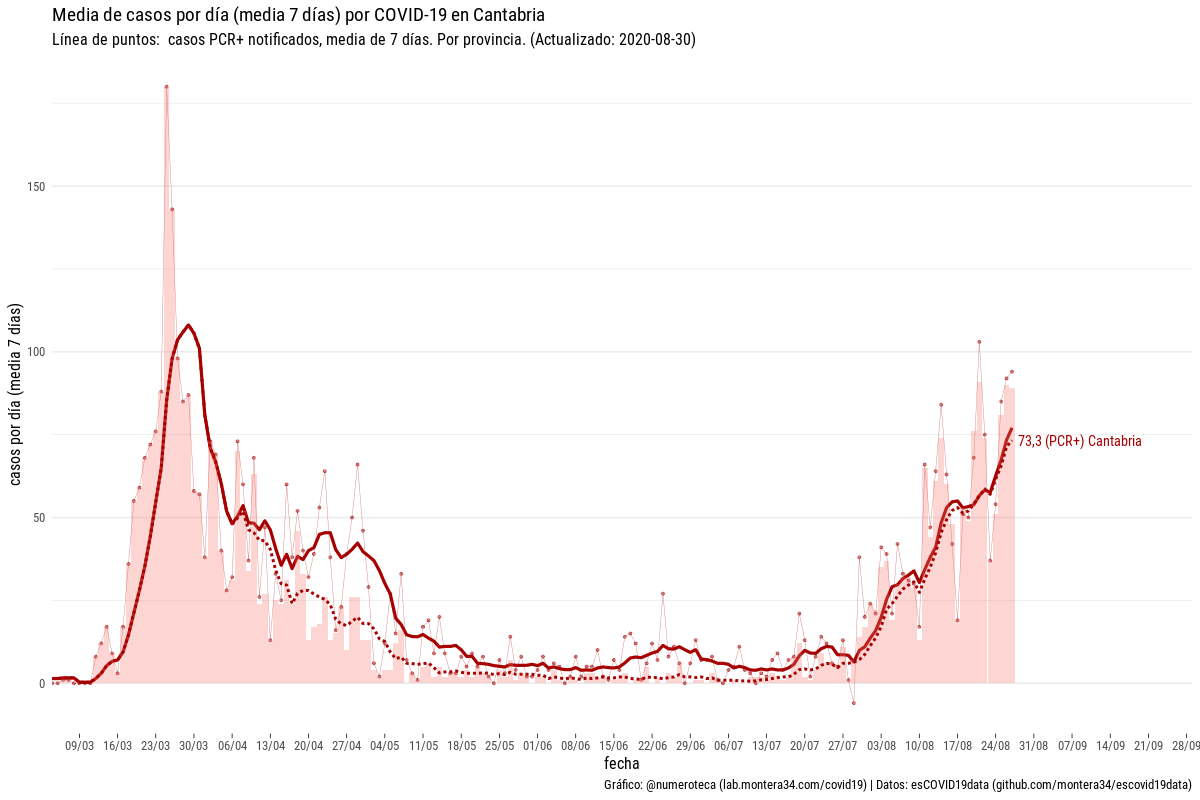 Media de casos por día (media 7 días) por COVID-19 en Cantabria
Línea de puntos:  casos PCR+ notificados, media de 7 días. Por provincia. (Actualizado: 2020-08-30)
casos por día (media 7 días)
150
100
50
0
73,3 (PCR+) Cantabria
09/03 16/03 23/03 30/03 06/04 13/04 20/04 27/04 04/05 11/05 18/05 25/05 01/06 08/06 15/06 22/06 29/06 06/07 13/07 20/07 27/07 03/08 10/08 17/08 24/08 31/08 07/09 14/09 21/09 28/09
fecha
Gráfico: @numeroteca (lab.montera34.com/covid19) | Datos: esCOVID19data (github.com/montera34/escovid19data)